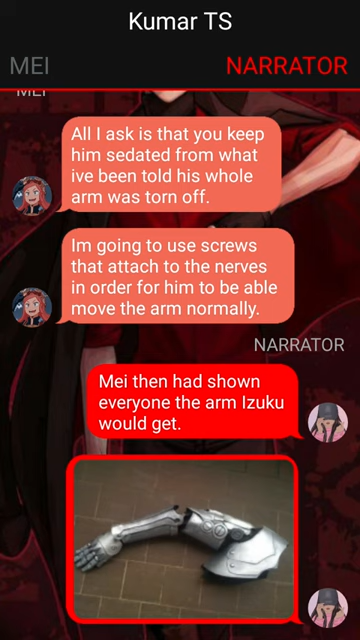 Kumar TS
MEI
NARRATOR
MEI
All I ask is that you keep
him sedated from what
ive been told his whole
arm was torn off.
Im going to use screws
that attach to the nerves
in order for him to be able
move the arm normally.
NARRATOR
Mei then had shown
everyone the arm Izuku
would get.